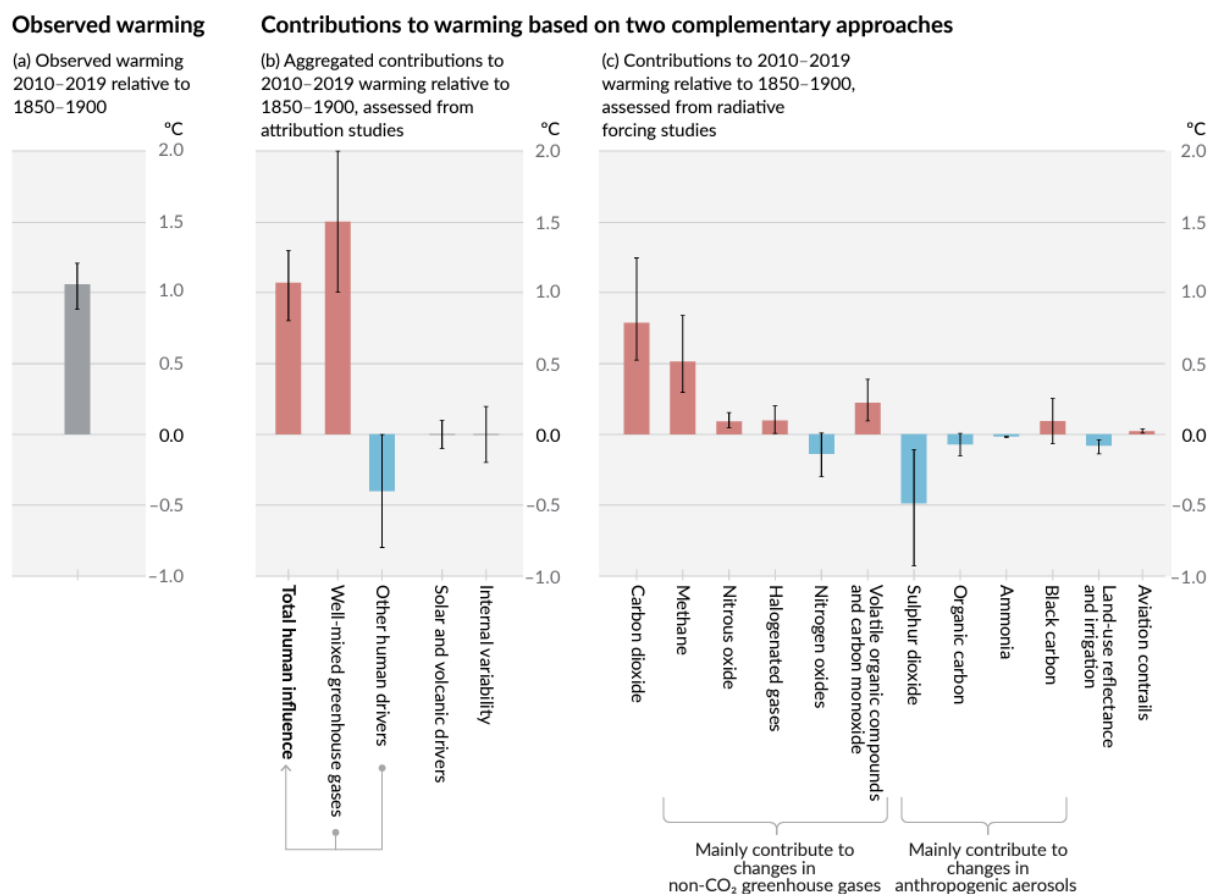 Observed warming
(a) Observed warming
2010–2019 relative to
1850–1900
°C
2.0
1.5
1.0
0.5
0.0
–0.5
–1.0
Contributions to warming based on two complementary approaches
(b) Aggregated contributions to
2010–2019 warming relative to
1850–1900, assessed from
attribution studies
°C
2.0
1.5
1.0
0.5
0.0
–0.5
–1.0
Total human influence
Well-mixed greenhouse gases
Other human drivers
Solar and volcanic drivers
Internal variability
(c) Contributions to 2010–2019
warming relative to 1850–1900,
assessed from radiative
forcing studies
°C
2.0
1.5
1.0
0.5
0.0
–0.5
–1.0
Carbon dioxide
Methane
Nitrous oxide
Halogenated gases
Nitrogen oxides
Volatile organic compounds
and carbon monoxide
Sulphur dioxide
Organic carbon
Ammonia
Black carbon
Land-use reflectance
and irrigation
Aviation contrails
Mainly contribute to
changes in
non-CO₂ greenhouse gases
Mainly contribute to
changes in
anthropogenic aerosols